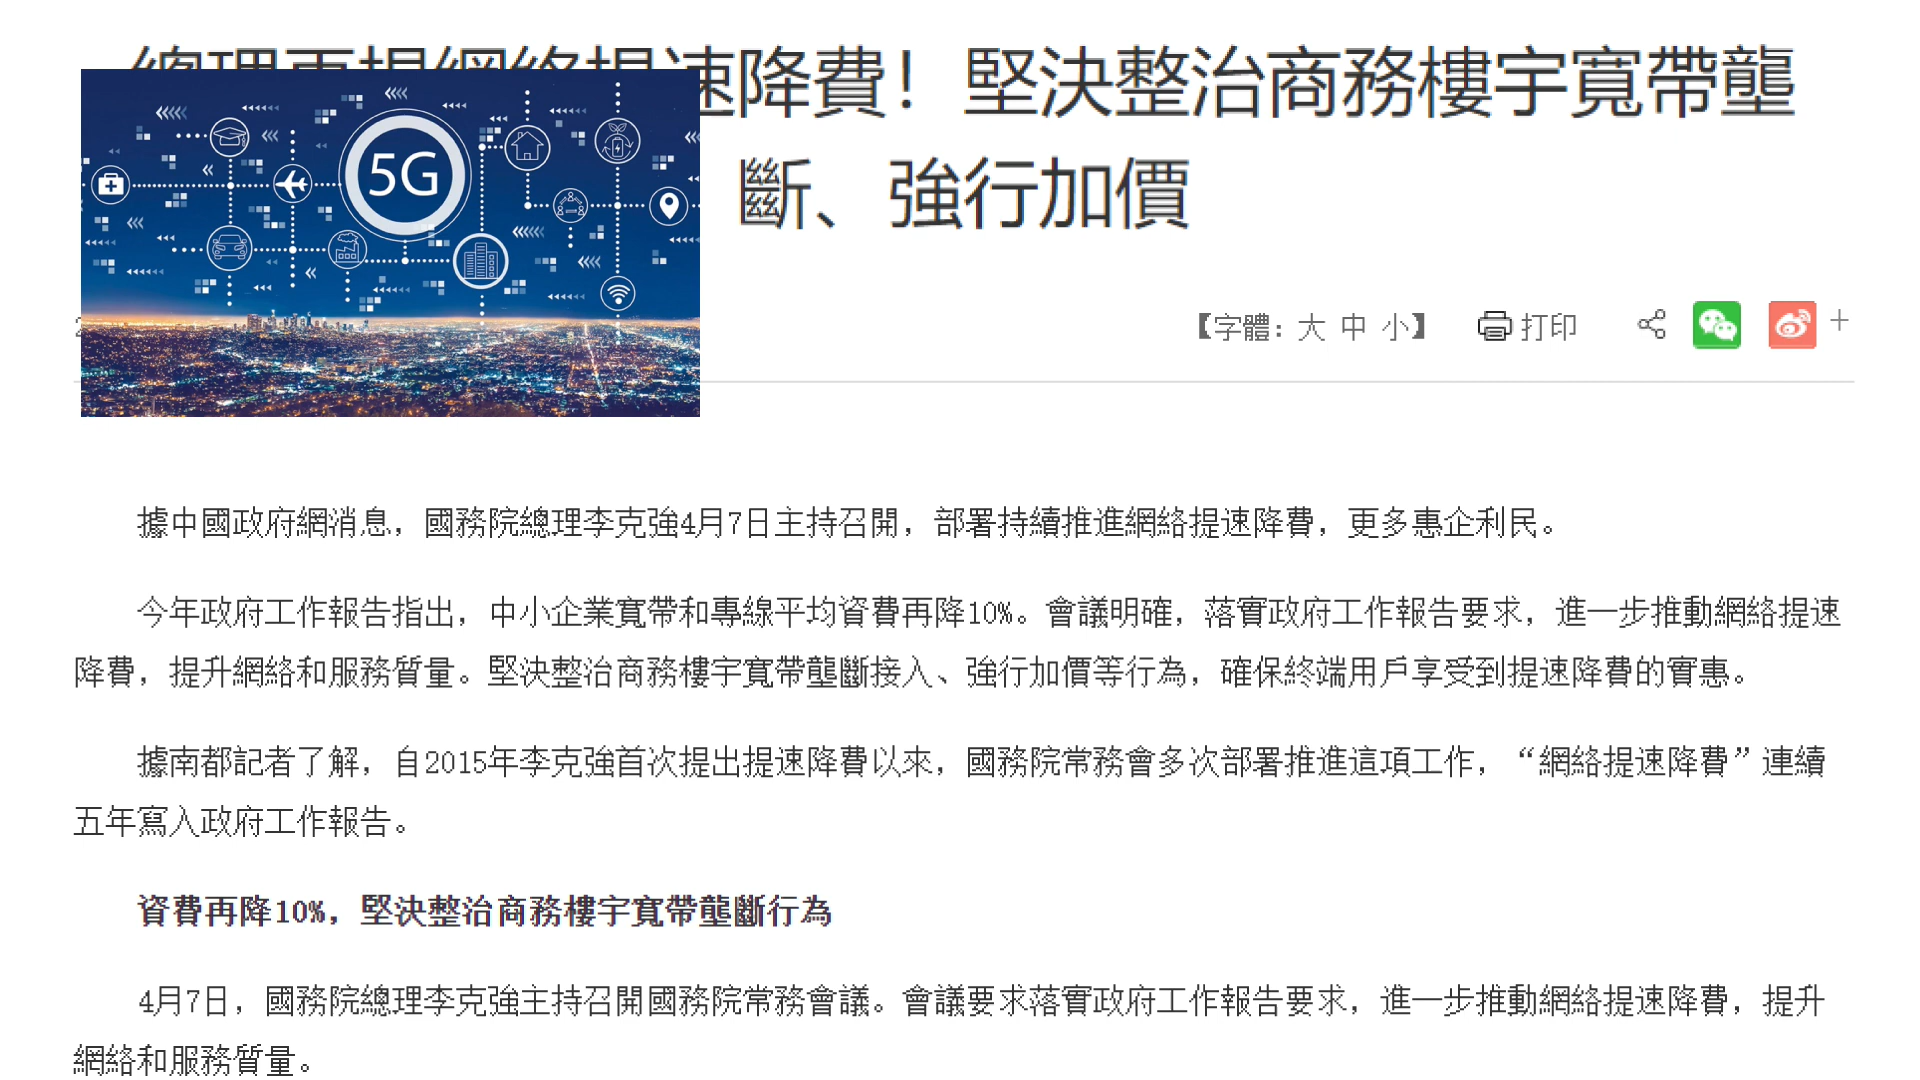 總理再提網絡提速降費！堅決整治商務樓宇寬帶壟
斷、強行加價
5G
【字體：大 中 小】 打印
據中國政府網消息，國務院總理李克強4月7日主持召開，部署持續推進網絡提速降費，更多惠企利民。
今年政府工作報告指出，中小企業寬帶和專線平均資費再降10%。會議明確，落實政府工作報告要求，進一步推動網絡提速
降費，提升網絡和服務質量。堅決整治商務樓宇寬帶壟斷接入、強行加價等行為，確保終端用戶享受到提速降費的實惠。
據南都記者了解，自2015年李克強首次提出提速降費以來，國務院常務會多次部署推進這項工作，“網絡提速降費”連續
五年寫入政府工作報告。
資費再降10%，堅決整治商務樓宇寬帶壟斷行為
4月7日，國務院總理李克強主持召開國務院常務會議。會議要求落實政府工作報告要求，進一步推動網絡提速降費，提升
網絡和服務質量。